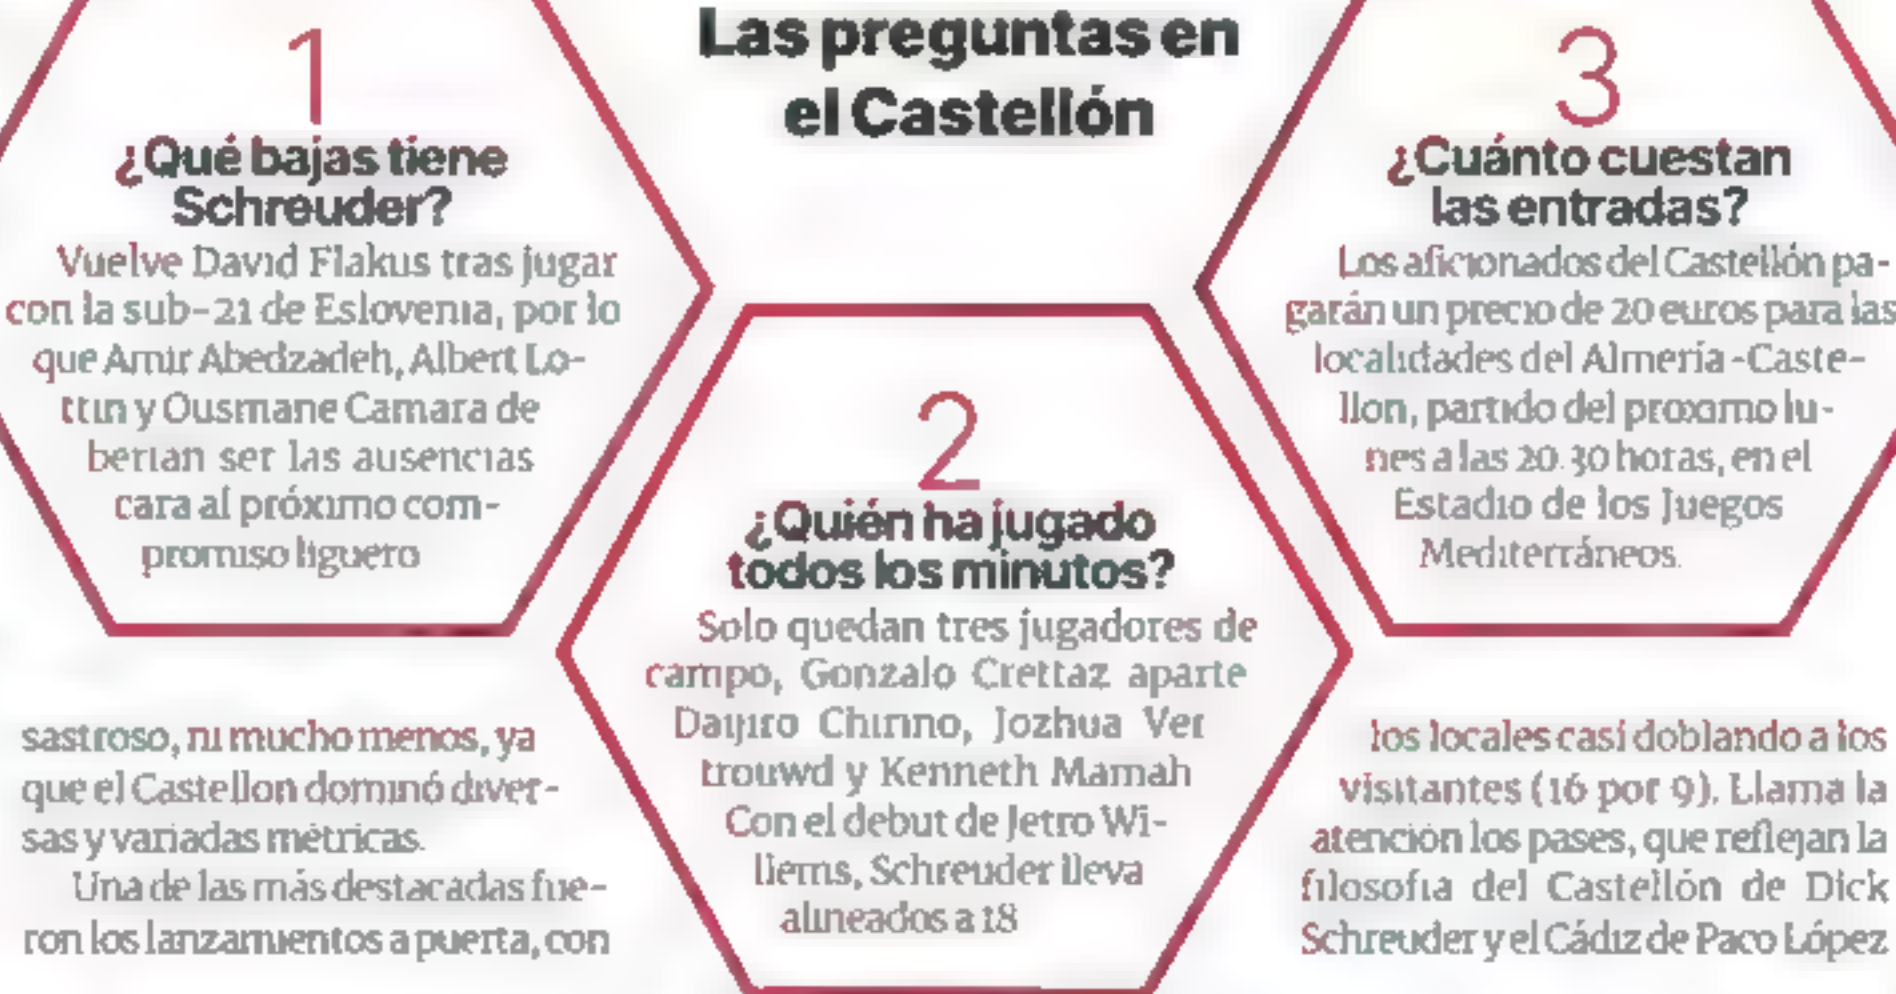 Las preguntas en
el Castellón
1
¿Qué bajas tiene
Schreuder?
Vuelve David Flakus tras jugar
con la sub-21 de Eslovenia, por lo
que Amir Abedzadeh, Albert Lo-
ttin y Ousmane Camara de
berían ser las ausencias
cara al próximo com-
promiso liguero
2
¿Quién ha jugado
todos los minutos?
Solo quedan tres jugadores de
campo, Gonzalo Crettaz aparte
Daijiro Chirino, Jozhua Ver
trouwd y Kenneth Mamah
Con el debut de Jetro Wi-
llems, Schreuder lleva
alineados a 18
3
¿Cuánto cuestan
las entradas?
Los aficionados del Castellón pa-
garán un precio de 20 euros para las
localidades del Almería-Caste-
llón, partido del próximo lu-
nes a las 20.30 horas, en el
Estadio de los Juegos
Mediterráneos.
sastroso, ni mucho menos, ya
que el Castellón dominó diver-
sas y variadas métricas.
Una de las más destacadas fue-
ron los lanzamientos a puerta, con
los locales casi doblando a los
visitantes (16 por 9). Llama la
atención los pases, que reflejan la
filosofía del Castellón de Dick
Schreuder y el Cádiz de Paco López